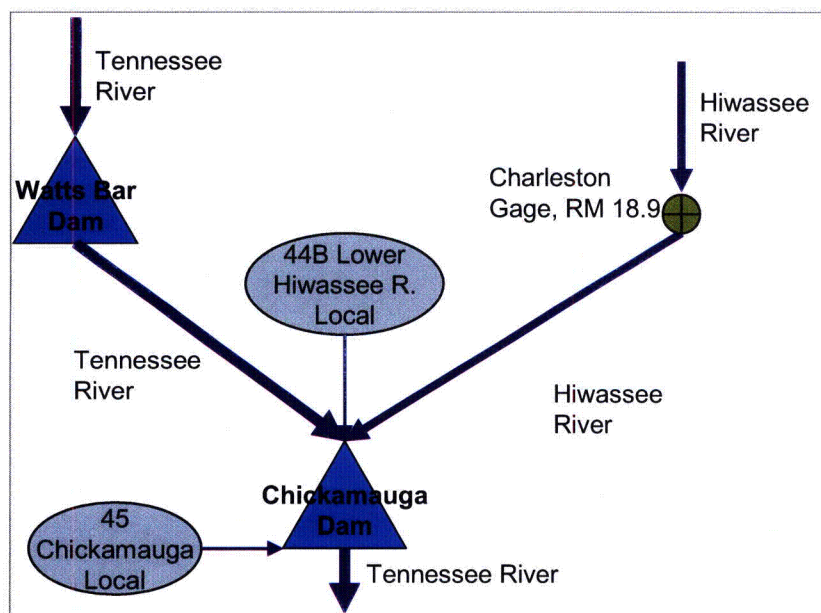 Tennessee
River
Hiwassee
River
Watts Bar
Dam
Charleston
Gage, RM 18.9
44B Lower
Hiwassee R.
Local
Tennessee
River
Hiwassee
River
Chickamauga
Dam
45
Chickamauga
Local
Tennessee River